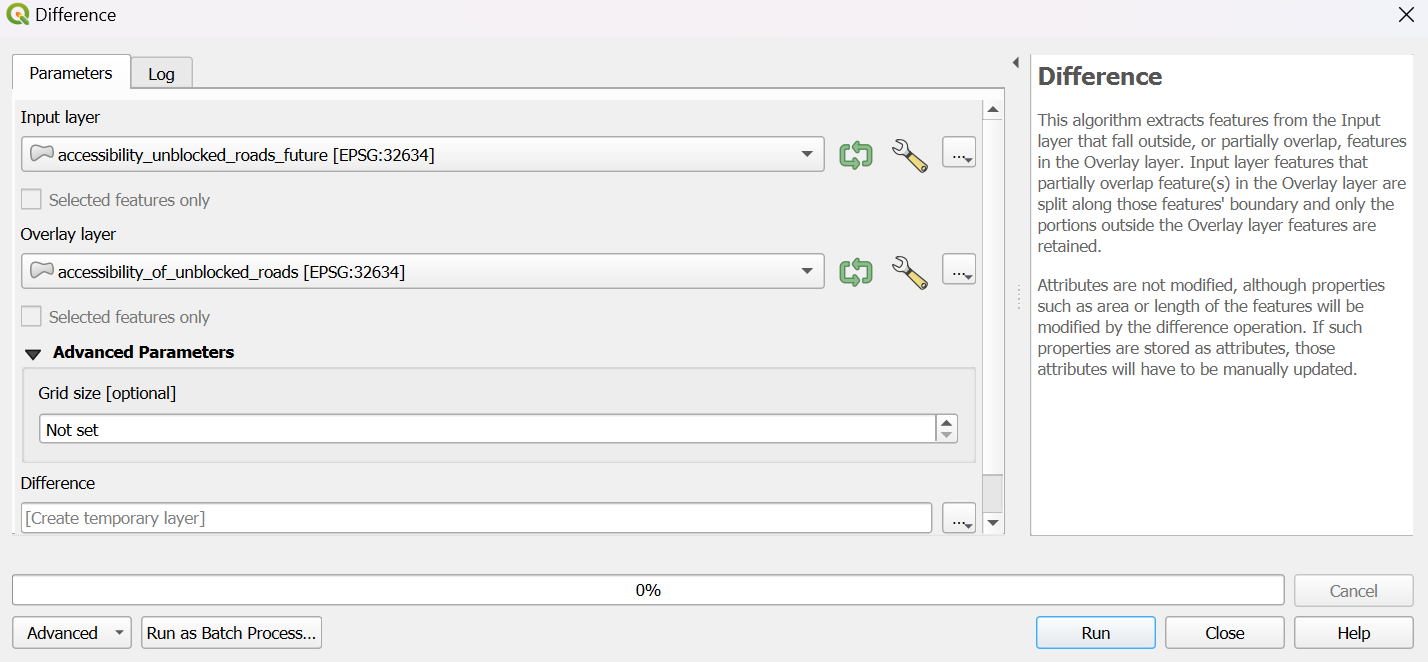 Difference
Parameters
Log
Input layer
accessibility_unblocked_roads_future [EPSG:32634]
...
Selected features only
Overlay layer
accessibility_of_unblocked_roads [EPSG:32634]
...
Selected features only
Advanced Parameters
Grid size [optional]
Not set
Difference
[Create temporary layer]
...
Difference
This algorithm extracts features from the Input
layer that fall outside, or partially overlap, features
in the Overlay layer. Input layer features that
partially overlap feature(s) in the Overlay layer are
split along those features' boundary and only the
portions outside the Overlay layer features are
retained.
Attributes are not modified, although properties
such as area or length of the features will be
modified by the difference operation. If such
properties are stored as attributes, those
attributes will have to be manually updated.
0%
Cancel
Advanced
Run as Batch Process...
Run
Close
Help